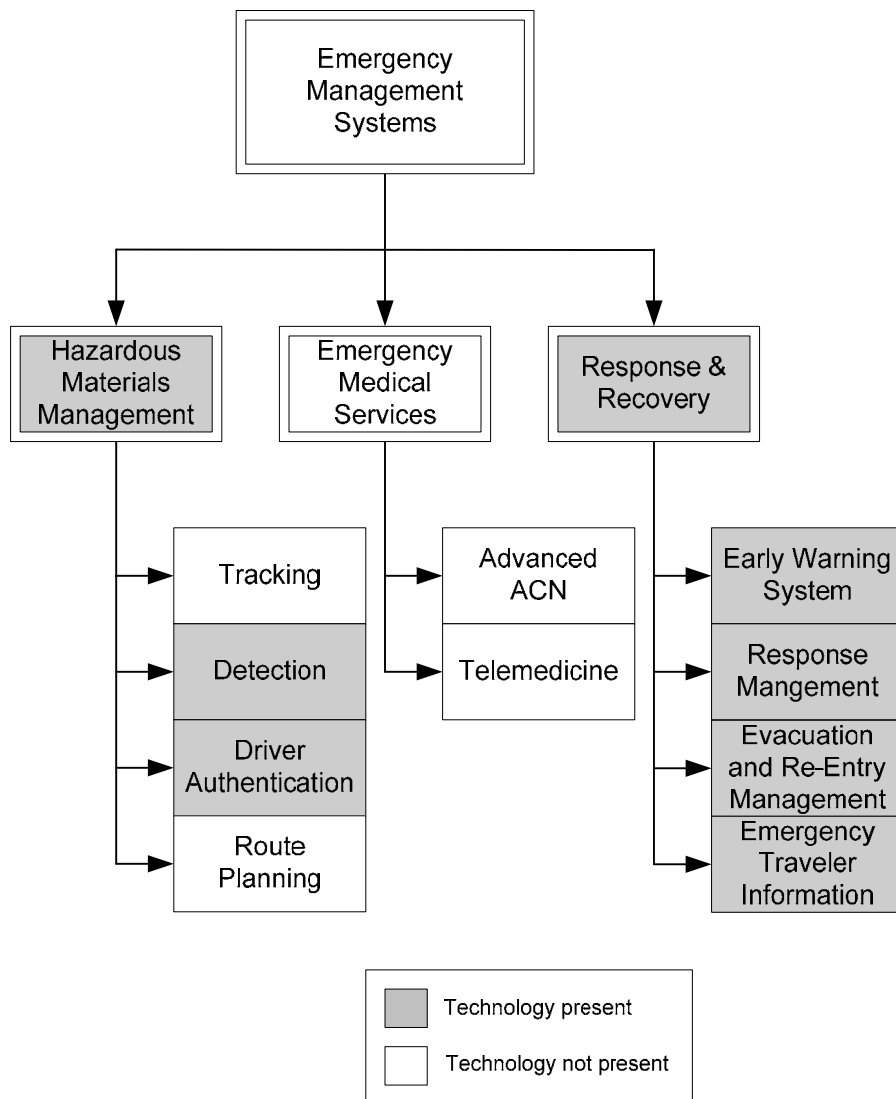 Emergency
Management
Systems
Hazardous
Materials
Management
Emergency
Medical
Services
Response &
Recovery
Tracking
Detection
Driver
Authentication
Route
Planning
Advanced
ACN
Telemedicine
Early Warning
System
Response
Mangement
Evacuation
and Re-Entry
Management
Emergency
Traveler
Information
Technology present
Technology not present